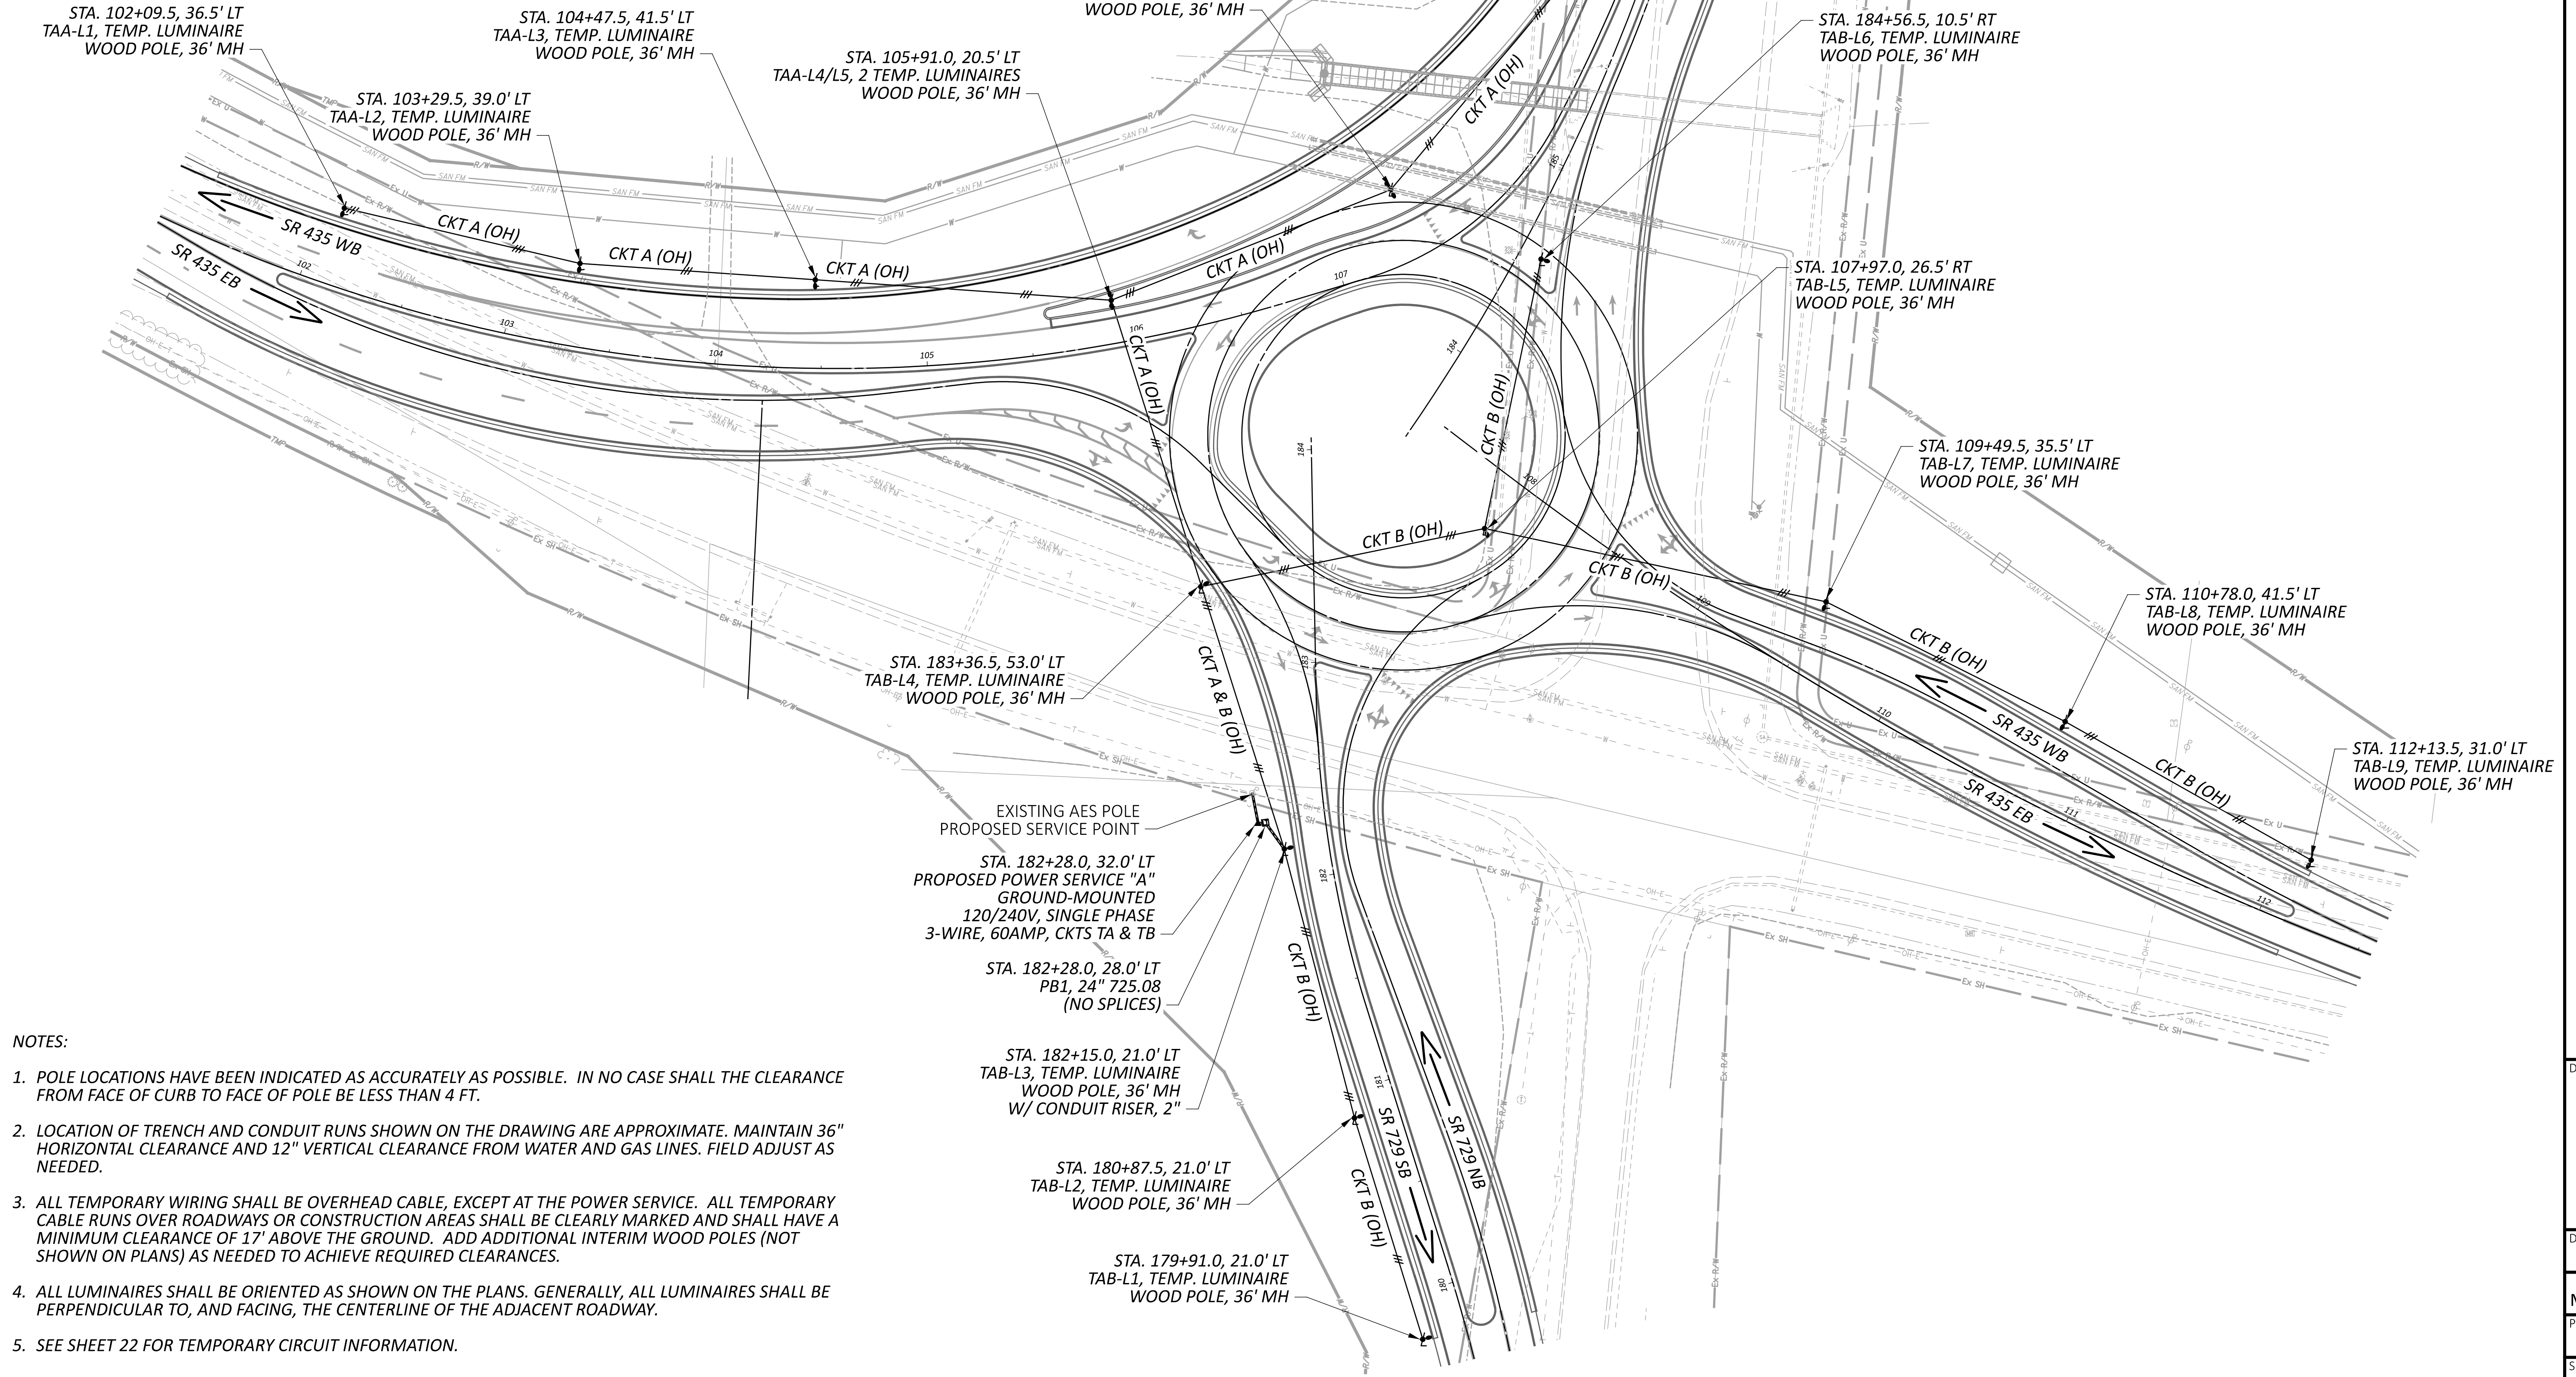 STA. 102+09.5, 36.5' LT
TAA-L1, TEMP. LUMINAIRE
WOOD POLE, 36' MH
STA. 103+29.5, 39.0' LT
TAA-L2, TEMP. LUMINAIRE
WOOD POLE, 36' MH
STA. 104+47.5, 41.5' LT
TAA-L3, TEMP. LUMINAIRE
WOOD POLE, 36' MH
STA. 105+91.0, 20.5' LT
TAA-L4/L5, 2 TEMP. LUMINAIRES
WOOD POLE, 36' MH
WOOD POLE, 36' MH
STA. 184+56.5, 10.5' RT
TAB-L6, TEMP. LUMINAIRE
WOOD POLE, 36' MH
STA. 107+97.0, 26.5' RT
TAB-L5, TEMP. LUMINAIRE
WOOD POLE, 36' MH
STA. 109+49.5, 35.5' LT
TAB-L7, TEMP. LUMINAIRE
WOOD POLE, 36' MH
STA. 110+78.0, 41.5' LT
TAB-L8, TEMP. LUMINAIRE
WOOD POLE, 36' MH
STA. 112+13.5, 31.0' LT
TAB-L9, TEMP. LUMINAIRE
WOOD POLE, 36' MH
CKT A (OH)
CKT A (OH)
CKT A (OH)
CKT A (OH)
CKT A (OH)
CKT A (OH)
SR 435 WB
SR 435 EB
102
103
104
105
106
107
108
109
110
111
112
184
185
184
183
182
181
180
CKT B (OH)
CKT B (OH)
CKT B (OH)
CKT B (OH)
CKT B (OH)
SR 435 WB
SR 435 EB
STA. 183+36.5, 53.0' LT
TAB-L4, TEMP. LUMINAIRE
WOOD POLE, 36' MH
CKT A & B (OH)
EXISTING AES POLE
PROPOSED SERVICE POINT
STA. 182+28.0, 32.0' LT
PROPOSED POWER SERVICE "A"
GROUND-MOUNTED
120/240V, SINGLE PHASE
3-WIRE, 60AMP, CKTS TA & TB
STA. 182+28.0, 28.0' LT
PB1, 24" 725.08
(NO SPLICES)
STA. 182+15.0, 21.0' LT
TAB-L3, TEMP. LUMINAIRE
WOOD POLE, 36' MH
W/ CONDUIT RISER, 2"
STA. 180+87.5, 21.0' LT
TAB-L2, TEMP. LUMINAIRE
WOOD POLE, 36' MH
STA. 179+91.0, 21.0' LT
TAB-L1, TEMP. LUMINAIRE
WOOD POLE, 36' MH
CKT B (OH)
CKT B (OH)
SR 729 SB
SR 729 NB
NOTES:
1. POLE LOCATIONS HAVE BEEN INDICATED AS ACCURATELY AS POSSIBLE. IN NO CASE SHALL THE CLEARANCE
FROM FACE OF CURB TO FACE OF POLE BE LESS THAN 4 FT.
2. LOCATION OF TRENCH AND CONDUIT RUNS SHOWN ON THE DRAWING ARE APPROXIMATE. MAINTAIN 36"
HORIZONTAL CLEARANCE AND 12" VERTICAL CLEARANCE FROM WATER AND GAS LINES. FIELD ADJUST AS
NEEDED.
3. ALL TEMPORARY WIRING SHALL BE OVERHEAD CABLE, EXCEPT AT THE POWER SERVICE. ALL TEMPORARY
CABLE RUNS OVER ROADWAYS OR CONSTRUCTION AREAS SHALL BE CLEARLY MARKED AND SHALL HAVE A
MINIMUM CLEARANCE OF 17' ABOVE THE GROUND. ADD ADDITIONAL INTERIM WOOD POLES (NOT
SHOWN ON PLANS) AS NEEDED TO ACHIEVE REQUIRED CLEARANCES.
4. ALL LUMINAIRES SHALL BE ORIENTED AS SHOWN ON THE PLANS. GENERALLY, ALL LUMINAIRES SHALL BE
PERPENDICULAR TO, AND FACING, THE CENTERLINE OF THE ADJACENT ROADWAY.
5. SEE SHEET 22 FOR TEMPORARY CIRCUIT INFORMATION.